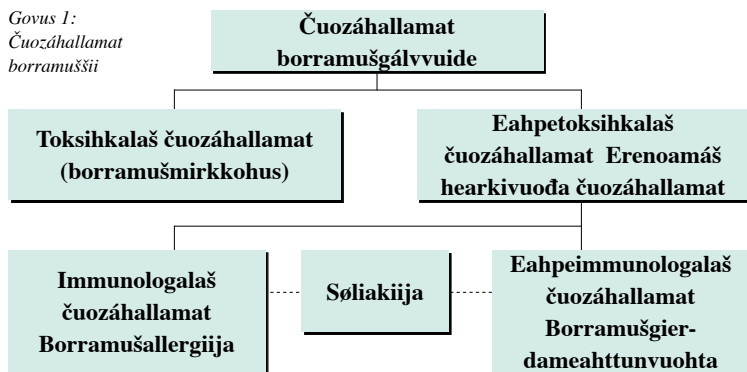 Govus 1:
Čuozáhallamat
borramuššii
Čuozáhallamat
borramušgálvvuide
Toksihkalaš čuozáhallamat
(borramušmirkkohus)
Eahpetoksihkalaš
čuozáhallamat Erenoamáš
hearkivuođa čuozáhallamat
Immunologalaš
čuozáhallamat
Borramušallergiija
Søliakiija
Eahpeimmunologalaš
čuozáhallamat
Borramušgier-
dameahttunvuohta